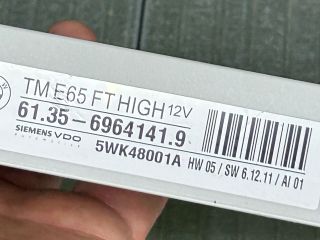 TM E65 FT HIGH 12V
61.35-6964141.9
SIEMENS VDO
AUTOMOTIVE
5WK48001A
HW 05 / SW 6.12.11 / AI 01